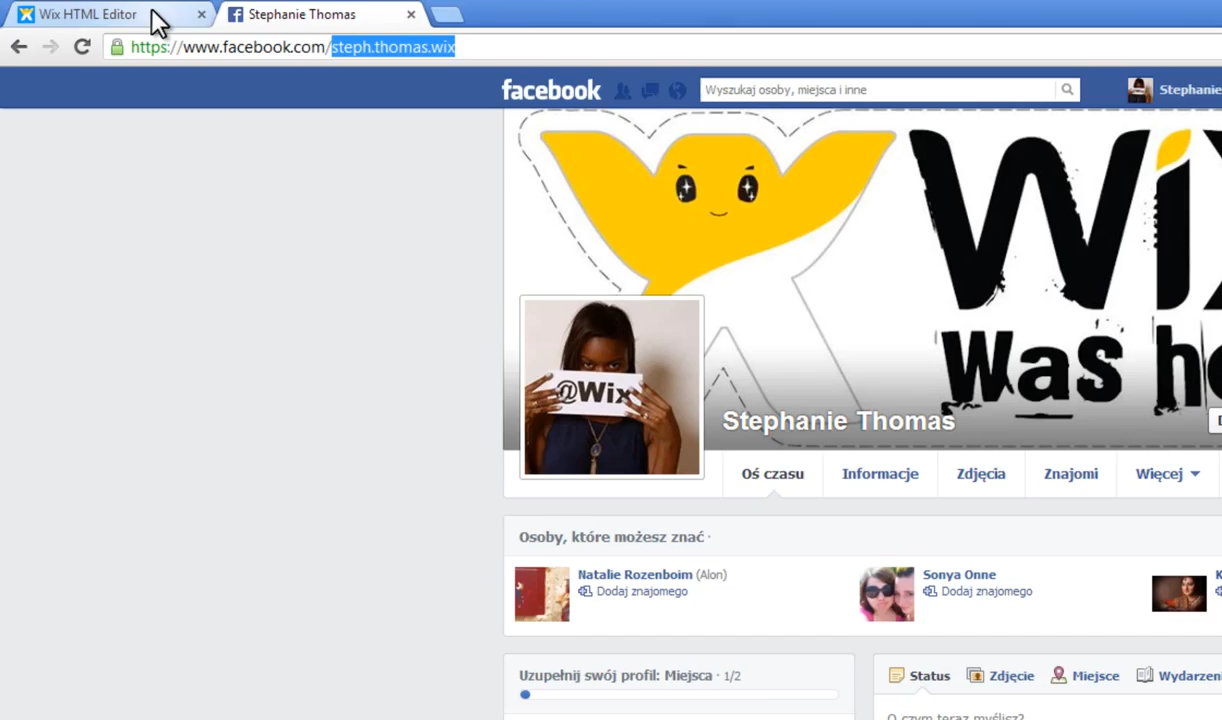 Wix HTML Editor
Stephanie Thomas
https://www.facebook.com/steph.thomas.wix
facebook
Wyszukaj osoby, miejsca i inne
Stephanie
Wix
Was
@Wix
Stephanie Thomas
Oś czasu
Informacje
Zdjęcia
Znajomi
Więcej
Osoby, które możesz znać ·
Natalie Rozenboim (Alon)
Dodaj znajomego
Sonya Onne
Dodaj znajomego
K
Uzupełnij swój profil: Miejsca · 1/2
Status
Zdjęcie
Miejsce
Wydarzen
O czym teraz myślisz?